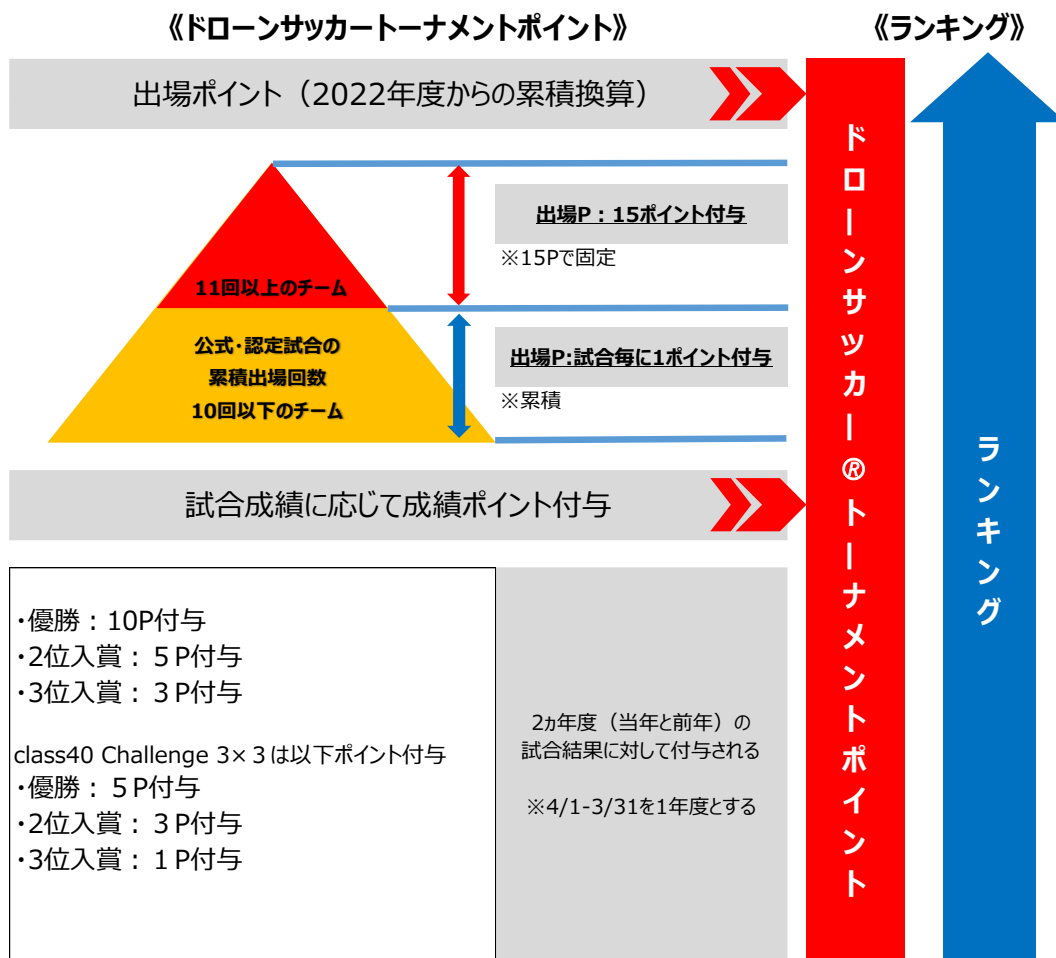 《ドローンサッカートーナメントポイント》
《ランキング》
出場ポイント（2022年度からの累積換算）
11回以上のチーム
出場P：15ポイント付与
※15Pで固定
公式・認定試合の
累積出場回数
10回以下のチーム
出場P:試合毎に1ポイント付与
※累積
試合成績に応じて成績ポイント付与
・優勝：10P付与
・2位入賞：５P付与
・3位入賞：３P付与
class40 Challenge 3×３は以下ポイント付与
・優勝：５P付与
・2位入賞：３P付与
・3位入賞：１P付与
2ヵ年度（当年と前年）の
試合結果に対して付与される
※4/1-3/31を1年度とする
ドローンサッカー®トーナメントポイント
ランキング